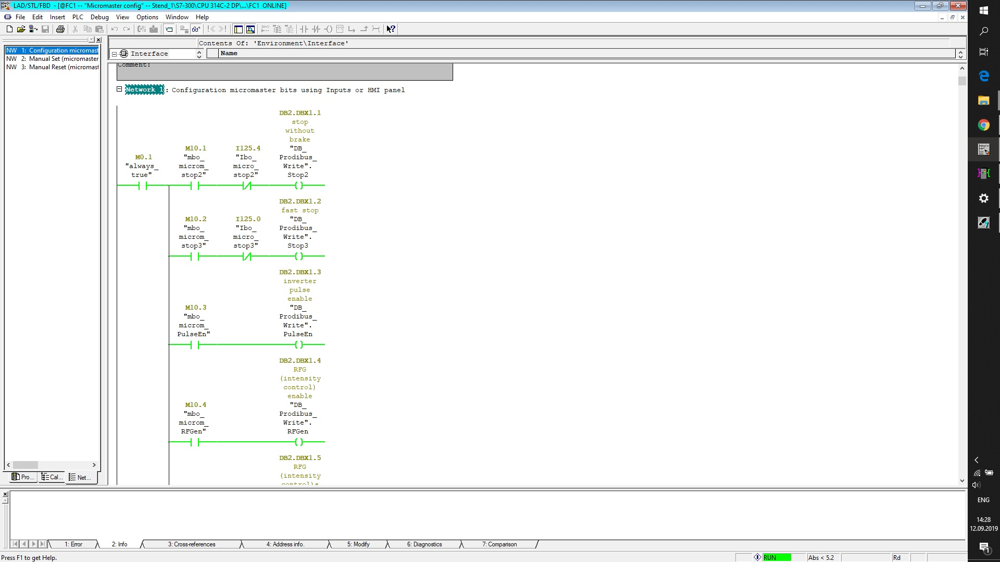 LAD/STL/FBD - [@FC1 -- "Micromaster config" -- Stend_1\S7-300\CPU 314C-2 DP\...\FC1 ONLINE]
File Edit Insert PLC Debug View Options Window Help
Contents Of: 'Environment\Interface'
Interface
Name
NW 1: Configuration micromast
NW 2: Manual Set (micromaster
NW 3: Manual Reset (micromast
Comment:
Network 1: Configuration micromaster bits using Inputs or HMI panel
DB2.DBX1.1
stop
without
brake
M10.1 I125.4 "DB_
M0.1 "mbo_ "Ibo_ Prodibus_
"always_ microm_ micro_ Write".
true" stop2" stop2" Stop2
DB2.DBX1.2
fast stop
M10.2 I125.0 "DB_
"mbo_ "Ibo_ Prodibus_
microm_ micro_ Write".
stop3" stop3" Stop3
DB2.DBX1.3
inverter
pulse
enable
M10.3 "DB_
"mbo_ Prodibus_
microm_ Write".
PulseEn" PulseEn
DB2.DBX1.4
RFG
(intensity
control)
enable
M10.4 "DB_
"mbo_ Prodibus_
microm_ Write".
RFGen" RFGen
DB2.DBX1.5
RFG
(intensity
control)s
Pro... Cal... Net...
1: Error 2: Info 3: Cross-references 4: Address info. 5: Modify 6: Diagnostics 7: Comparison
Press F1 to get Help.
RUN Abs < 5.2 Rd
ENG
14:28
12.09.2019
1